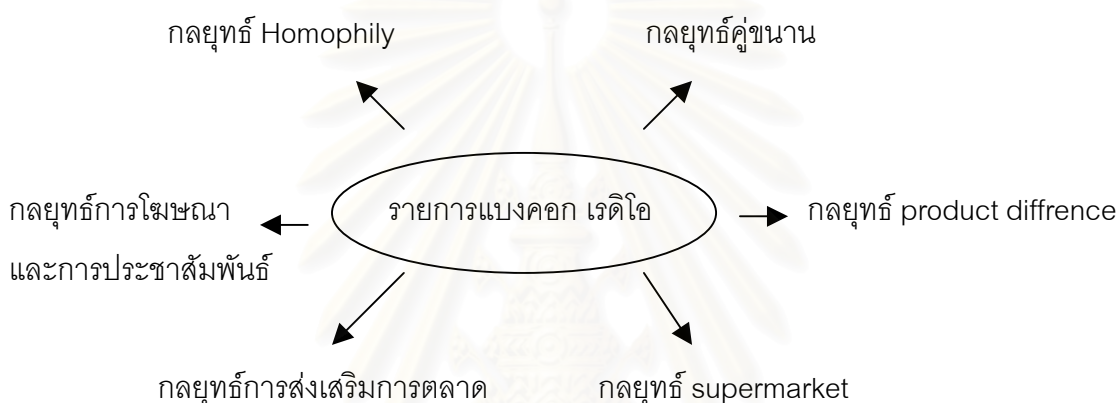 กลยุทธ์ Homophily
กลยุทธ์คู่ขนาน
กลยุทธ์การโฆษณา
และการประชาสัมพันธ์
รายการแบงคอก เรดิโอ
กลยุทธ์ product diffrence
กลยุทธ์การส่งเสริมการตลาด
กลยุทธ์ supermarket